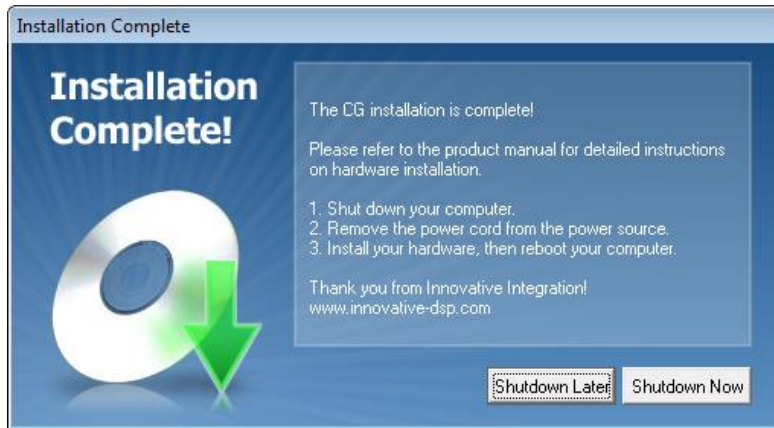 Installation Complete
Installation
Complete!
The CG installation is complete!
Please refer to the product manual for detailed instructions
on hardware installation.
1. Shut down your computer.
2. Remove the power cord from the power source.
3. Install your hardware, then reboot your computer.
Thank you from Innovative Integration!
www.innovative-dsp.com
Shutdown Later
Shutdown Now